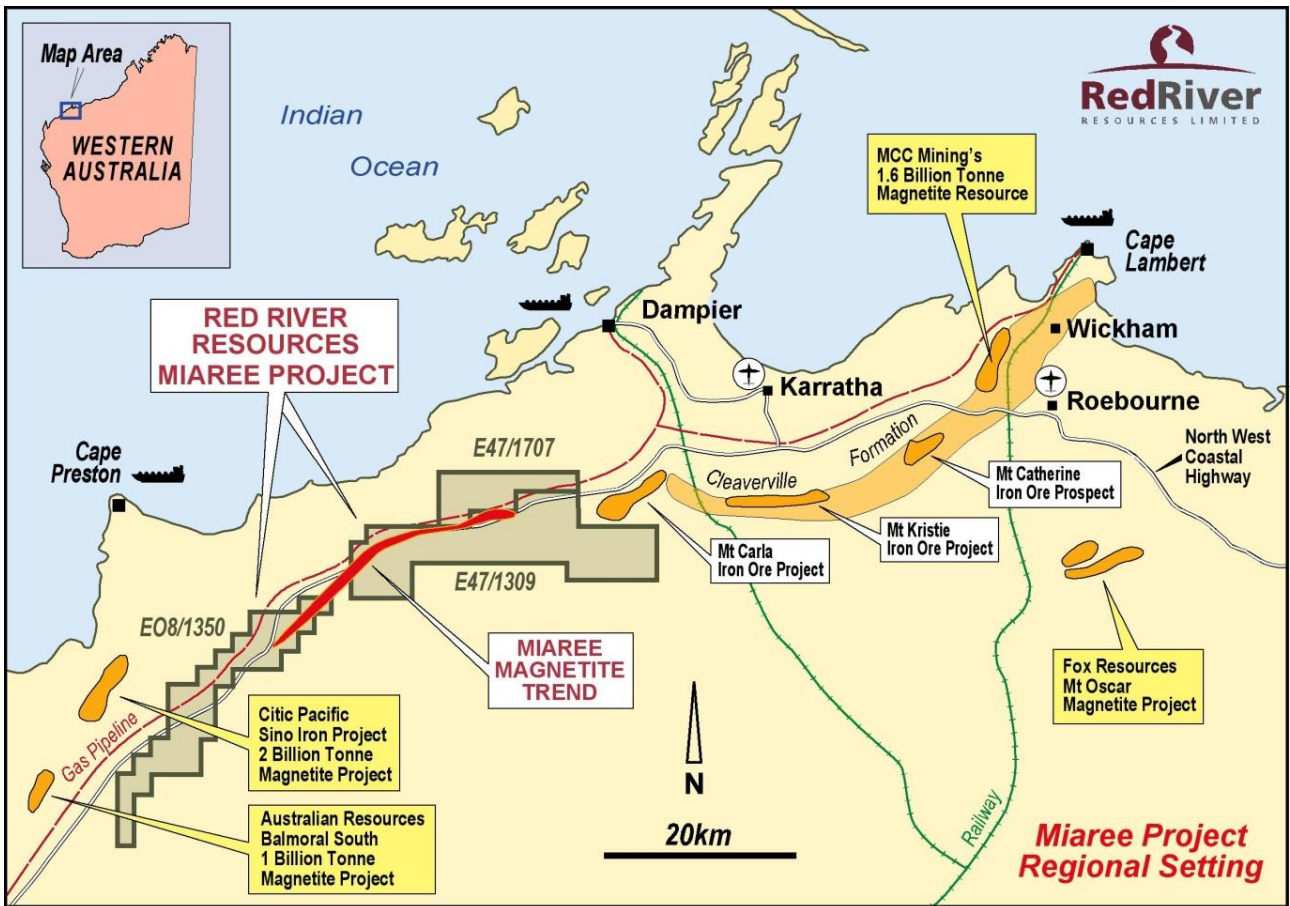 Map Area
WESTERN
AUSTRALIA
Indian
Ocean
RedRiver
RESOURCES LIMITED
MCC Mining's
1.6 Billion Tonne
Magnetite Resource
Cape
Lambert
RED RIVER
RESOURCES
MIAREE PROJECT
Dampier
Wickham
Karratha
Roebourne
Cape
Preston
E47/1707
Cleaverville
Formation
North West
Coastal
Highway
Mt Catherine
Iron Ore Prospect
Mt Kristie
Iron Ore Project
Mt Carla
Iron Ore Project
E47/1309
EO8/1350
MIAREE
MAGNETITE
TREND
Fox Resources
Mt Oscar
Magnetite Project
Citic Pacific
Sino Iron Project
2 Billion Tonne
Magnetite Project
Gas Pipeline
Australian Resources
Balmoral South
1 Billion Tonne
Magnetite Project
N
20km
Railway
Miaree Project
Regional Setting